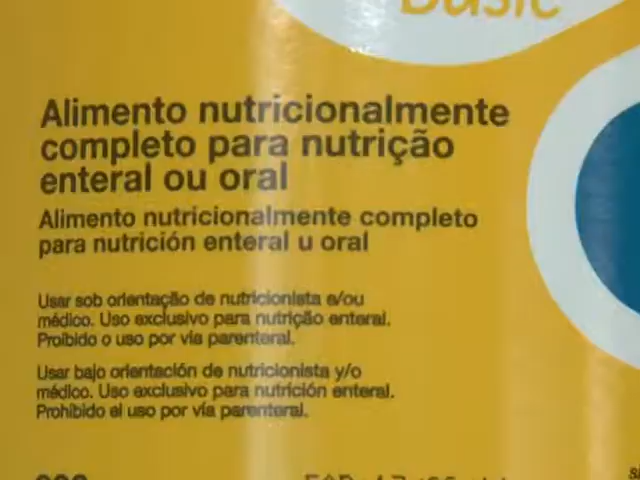 Basic
Alimento nutricionalmente
completo para nutrição
enteral ou oral
Alimento nutricionalmente completo
para nutrición enteral u oral
Usar sob orientação de nutricionista e/ou
médico. Uso exclusivo para nutrição enteral.
Proibido o uso por via parenteral.
Usar bajo orientación de nutricionista y/o
médico. Uso exclusivo para nutrición enteral.
Prohibido el uso por vía parenteral.